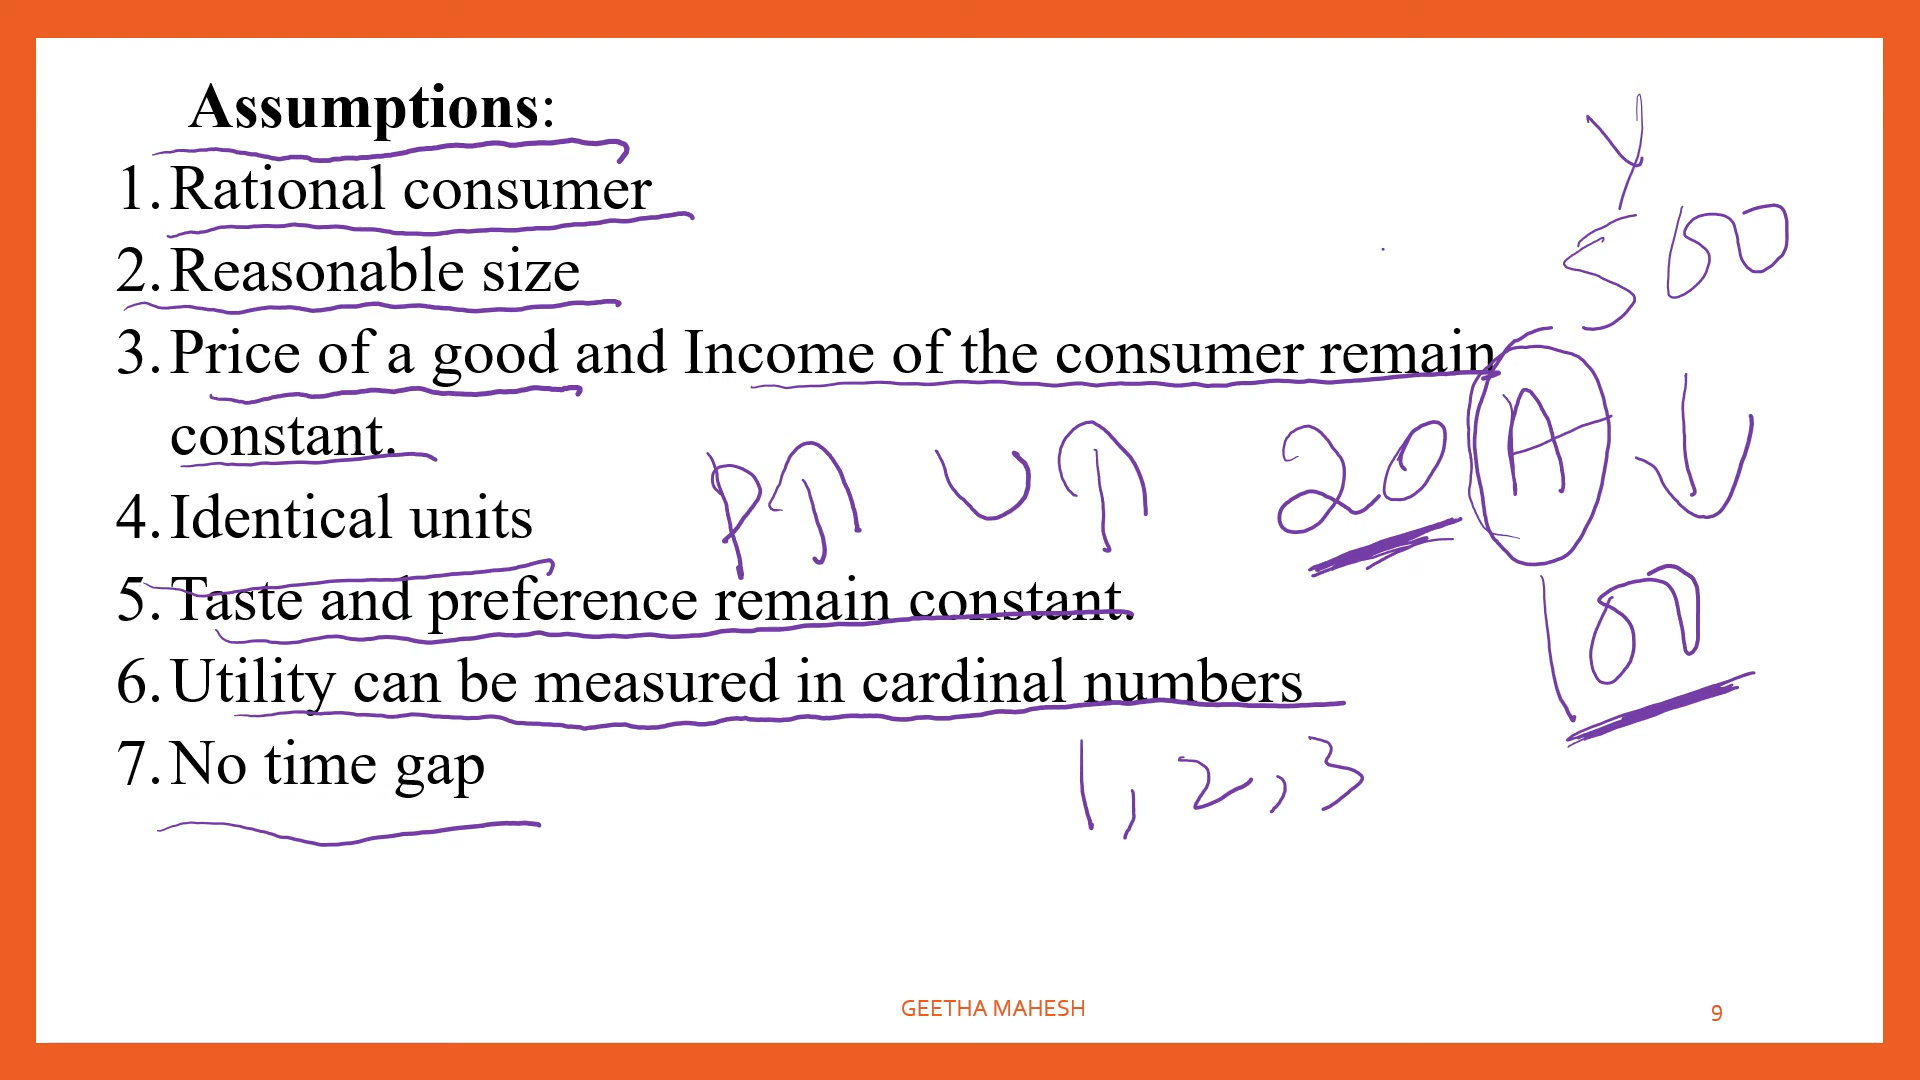 Assumptions:
1. Rational consumer
2. Reasonable size
3. Price of a good and Income of the consumer remain
constant.
4. Identical units
5. Taste and preference remain constant.
6. Utility can be measured in cardinal numbers
7. No time gap
Y
500
P↑ U↑ 20 A ↓
100
1, 2, 3
GEETHA MAHESH
9